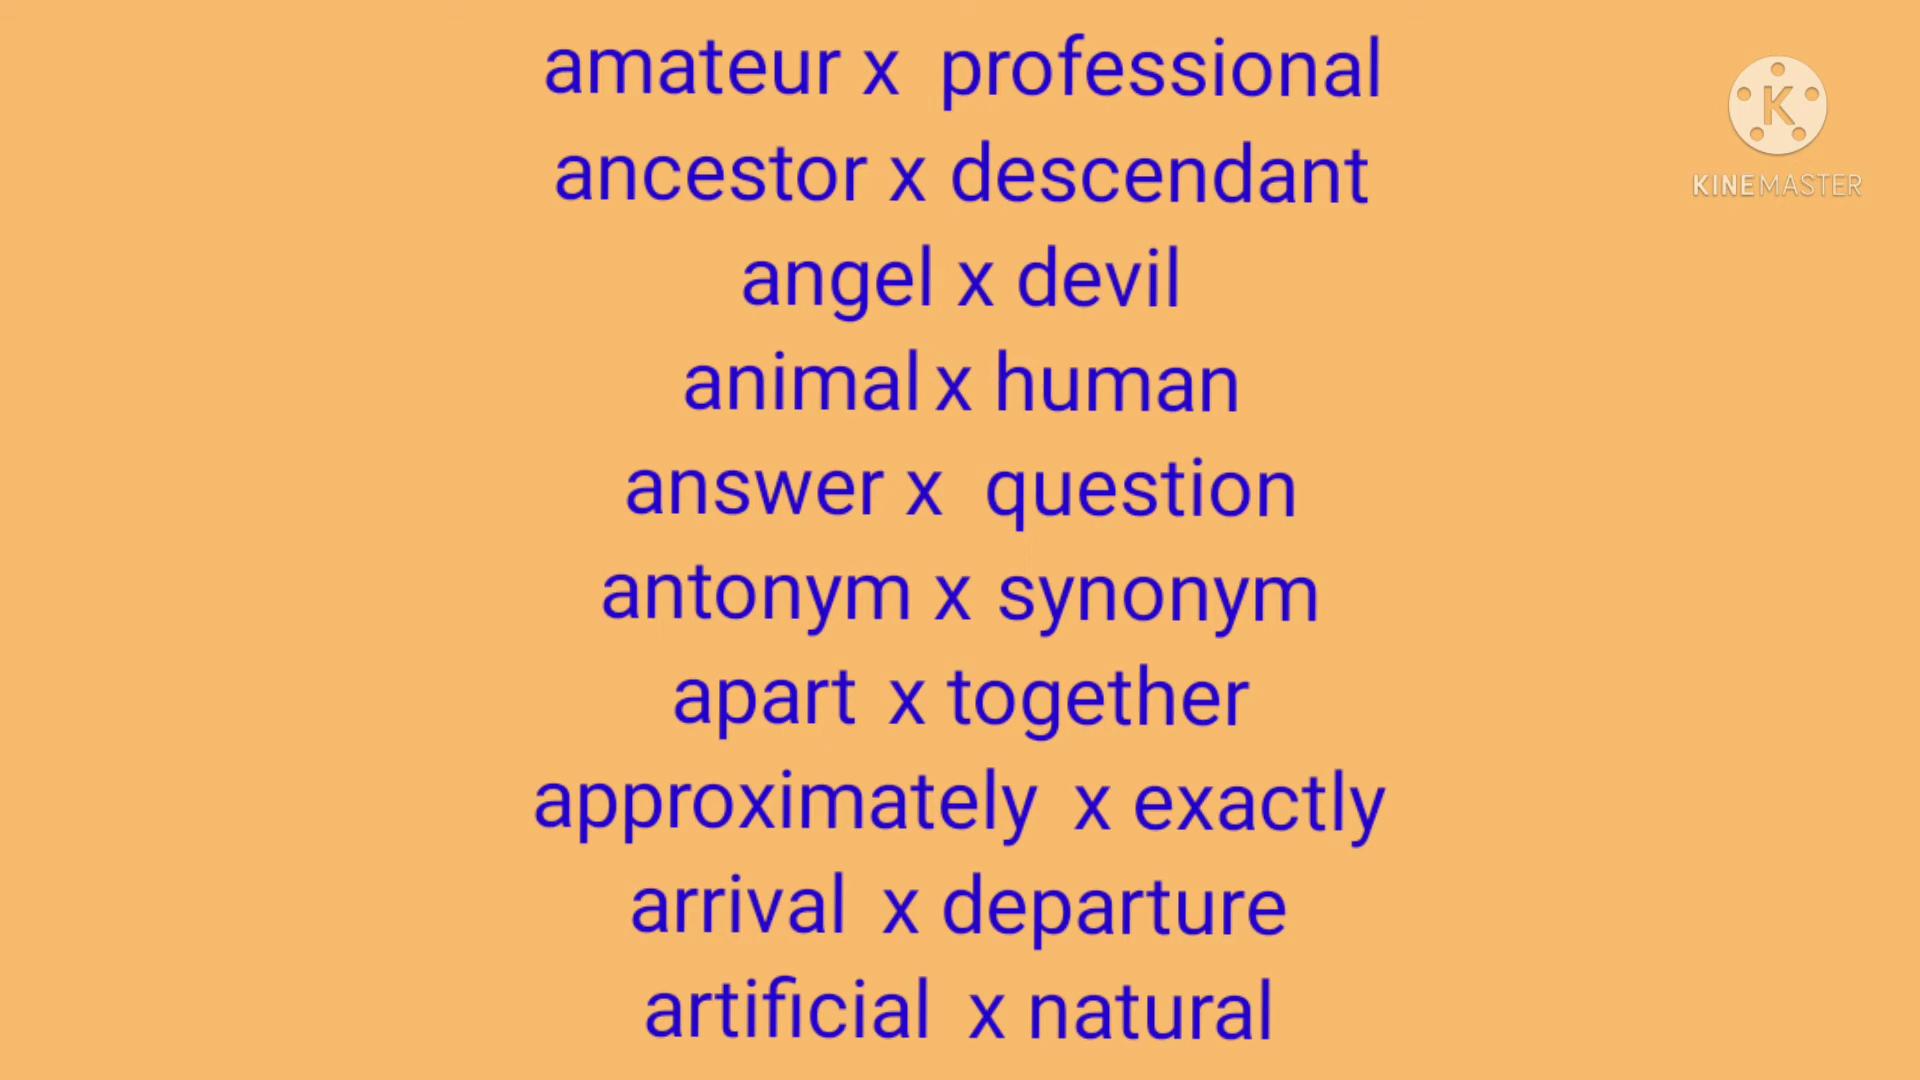 amateur x professional
ancestor x descendant
angel x devil
animal x human
answer x question
antonym x synonym
apart x together
approximately x exactly
arrival x departure
artificial x natural
K
KINEMASTER